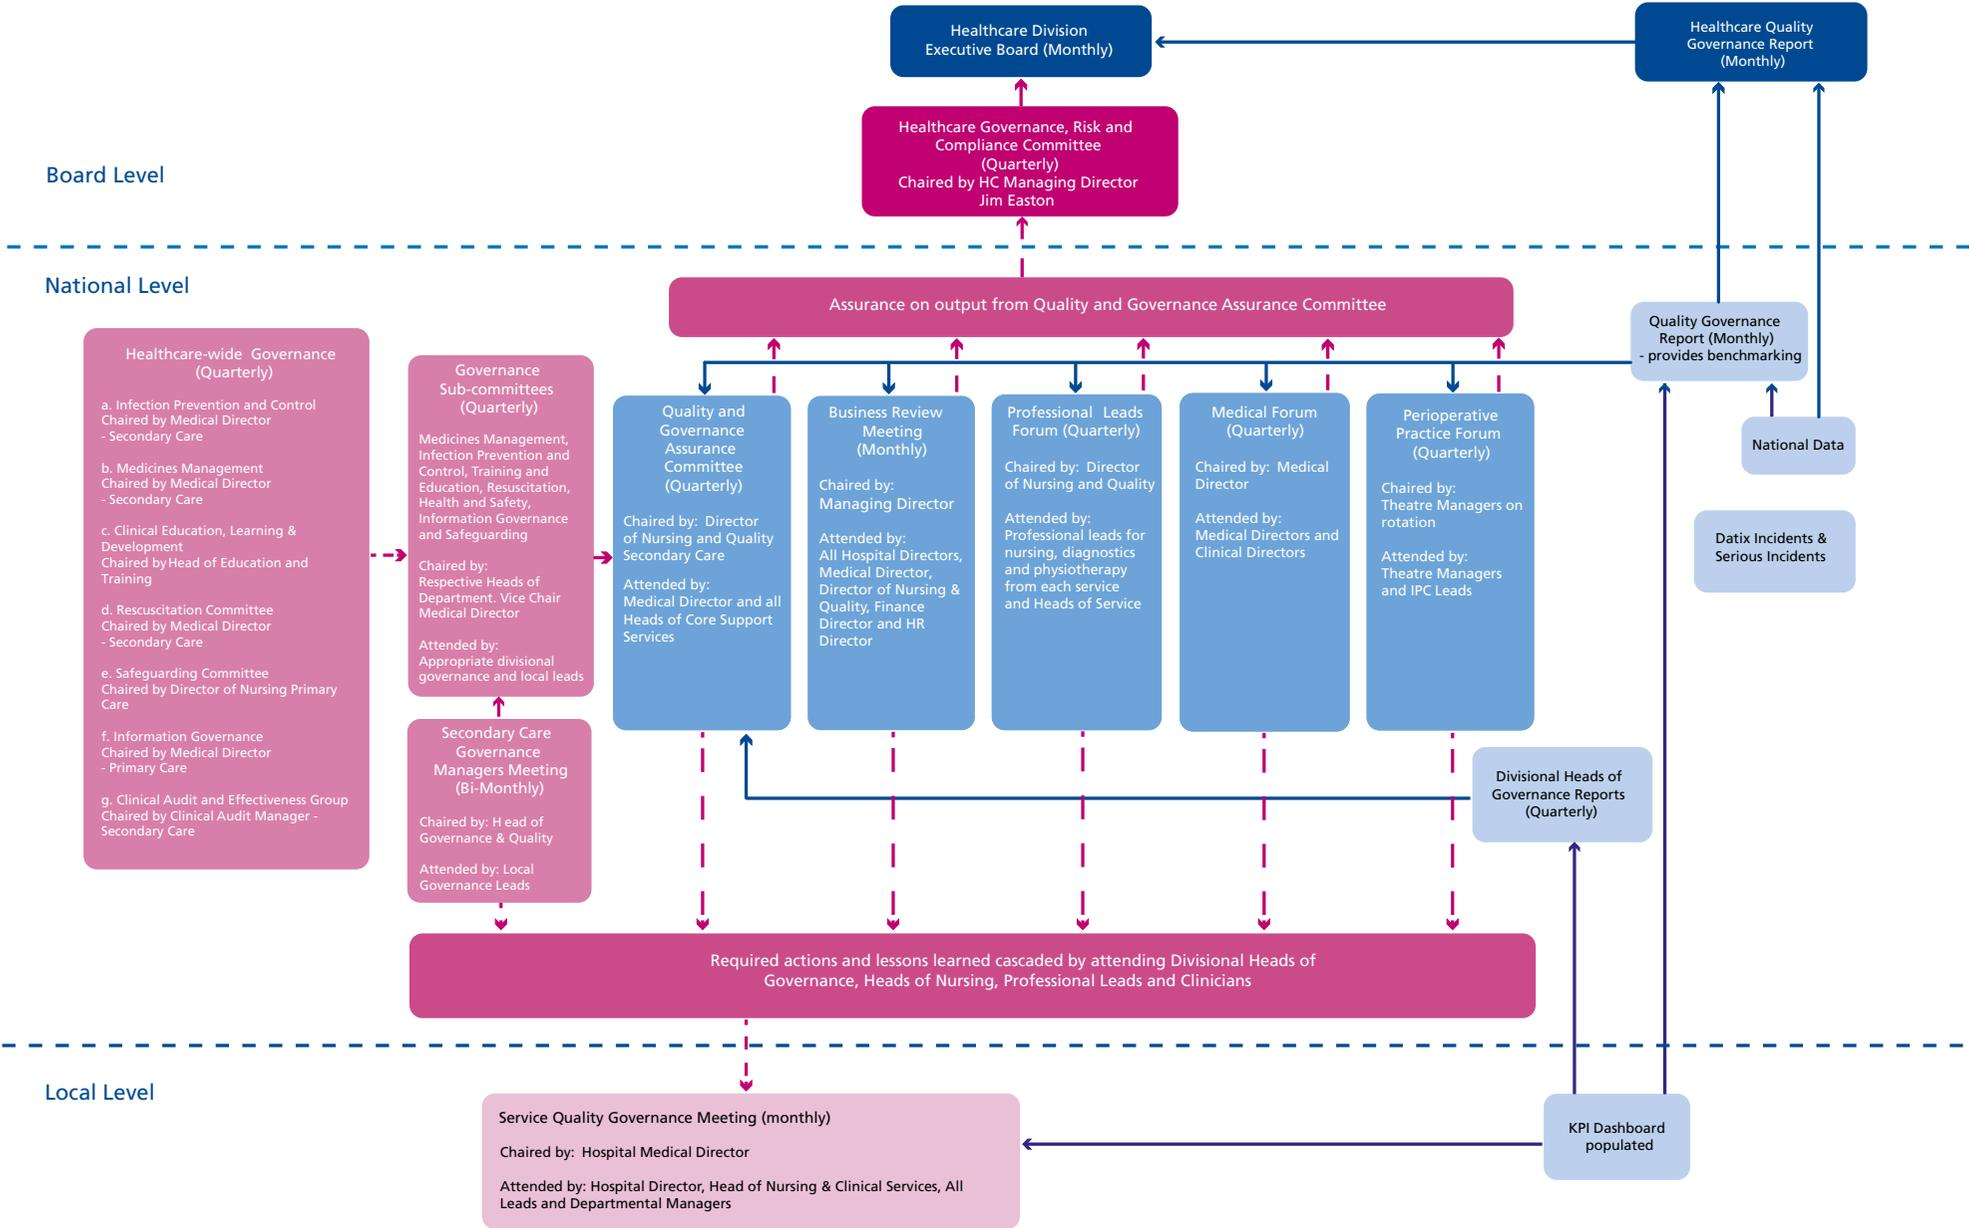 Healthcare Division
Executive Board (Monthly)
Healthcare Quality
Governance Report
(Monthly)
Healthcare Governance, Risk and
Compliance Committee
(Quarterly)
Chaired by HC Managing Director
Jim Easton
Board Level
National Level
Assurance on output from Quality and Governance Assurance Committee
Quality Governance
Report (Monthly)
- provides benchmarking
Healthcare-wide Governance
(Quarterly)
a. Infection Prevention and Control
Chaired by Medical Director
- Secondary Care
b. Medicines Management
Chaired by Medical Director
- Secondary Care
c. Clinical Education, Learning &
Development
Chaired by Head of Education and
Training
d. Rescuscitation Committee
Chaired by Medical Director
- Secondary Care
e. Safeguarding Committee
Chaired by Director of Nursing Primary
Care
f. Information Governance
Chaired by Medical Director
- Primary Care
g. Clinical Audit and Effectiveness Group
Chaired by Clinical Audit Manager -
Secondary Care
Governance
Sub-committees
(Quarterly)
Medicines Management,
Infection Prevention and
Control, Training and
Education, Resuscitation,
Health and Safety,
Information Governance
and Safeguarding
Chaired by:
Respective Heads of
Department. Vice Chair
Medical Director
Attended by:
Appropriate divisional
governance and local leads
Secondary Care
Governance
Managers Meeting
(Bi-Monthly)
Chaired by: H ead of
Governance & Quality
Attended by: Local
Governance Leads
Quality and
Governance
Assurance
Committee
(Quarterly)
Chaired by: Director
of Nursing and Quality
Secondary Care
Attended by:
Medical Director and all
Heads of Core Support
Services
Business Review
Meeting
(Monthly)
Chaired by:
Managing Director
Attended by:
All Hospital Directors,
Medical Director,
Director of Nursing &
Quality, Finance
Director and HR
Director
Professional Leads
Forum (Quarterly)
Chaired by: Director
of Nursing and Quality
Attended by:
Professional leads for
nursing, diagnostics
and physiotherapy
from each service
and Heads of Service
Medical Forum
(Quarterly)
Chaired by: Medical
Director
Attended by:
Medical Directors and
Clinical Directors
Perioperative
Practice Forum
(Quarterly)
Chaired by:
Theatre Managers on
rotation
Attended by:
Theatre Managers
and IPC Leads
National Data
Datix Incidents &
Serious Incidents
Divisional Heads of
Governance Reports
(Quarterly)
Required actions and lessons learned cascaded by attending Divisional Heads of
Governance, Heads of Nursing, Professional Leads and Clinicians
Local Level
Service Quality Governance Meeting (monthly)
Chaired by: Hospital Medical Director
Attended by: Hospital Director, Head of Nursing & Clinical Services, All
Leads and Departmental Managers
KPI Dashboard
populated